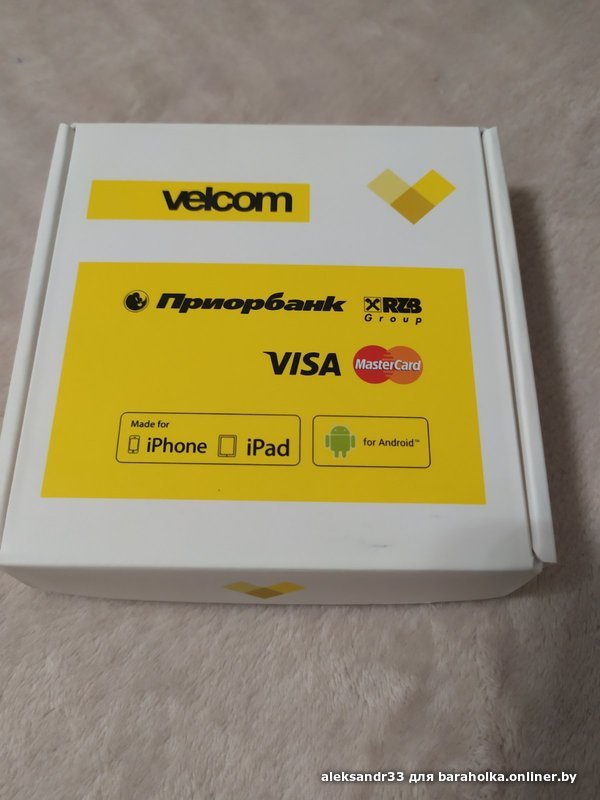 velcom
Приорбанк RZB
Group
VISA MasterCard
Made for
iPhone iPad
for Android™
aleksandr33 для baraholka.onliner.by